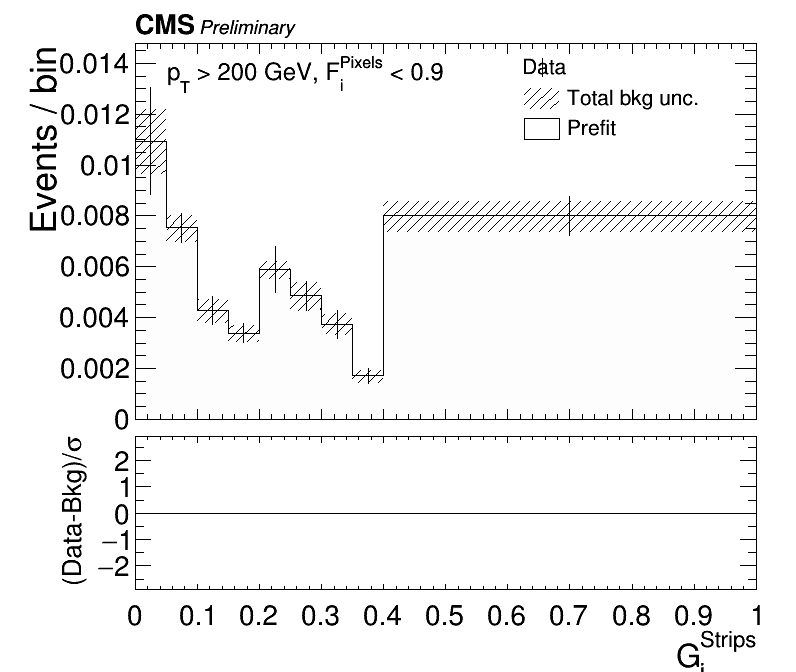 CMS Preliminary
p_T > 200 GeV, F_i^Pixels < 0.9
Data
Total bkg unc.
Prefit
Events / bin
0.014
0.012
0.01
0.008
0.006
0.004
0.002
0
(Data-Bkg)/σ
2
1
0
−1
−2
0 0.1 0.2 0.3 0.4 0.5 0.6 0.7 0.8 0.9 1
G_i^Strips